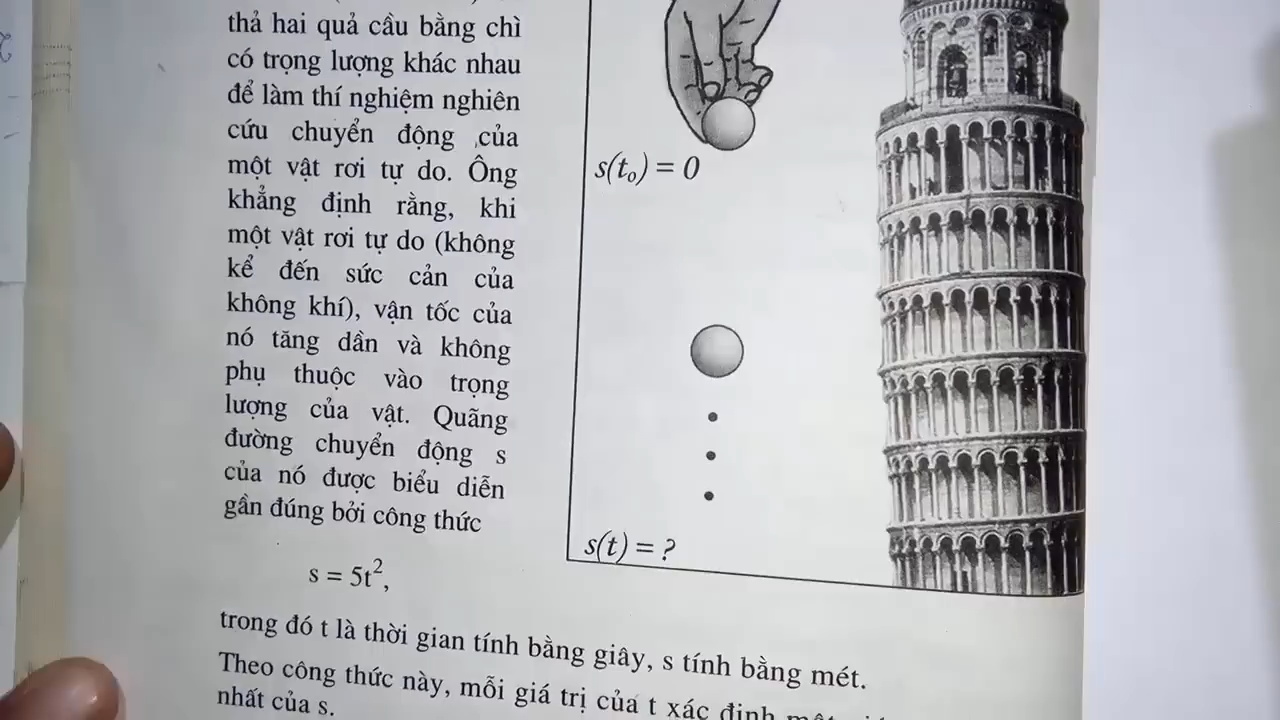 thả hai quả cầu bằng chì
có trọng lượng khác nhau
để làm thí nghiệm nghiên
cứu chuyển động của
một vật rơi tự do. Ông
khẳng định rằng, khi
một vật rơi tự do (không
kể đến sức cản của
không khí), vận tốc của
nó tăng dần và không
phụ thuộc vào trọng
lượng của vật. Quãng
đường chuyển động s
của nó được biểu diễn
gần đúng bởi công thức
s = 5t²,
s(t₀) = 0
s(t) = ?
trong đó t là thời gian tính bằng giây, s tính bằng mét.
Theo công thức này, mỗi giá trị của t xác định một
nhất của s.